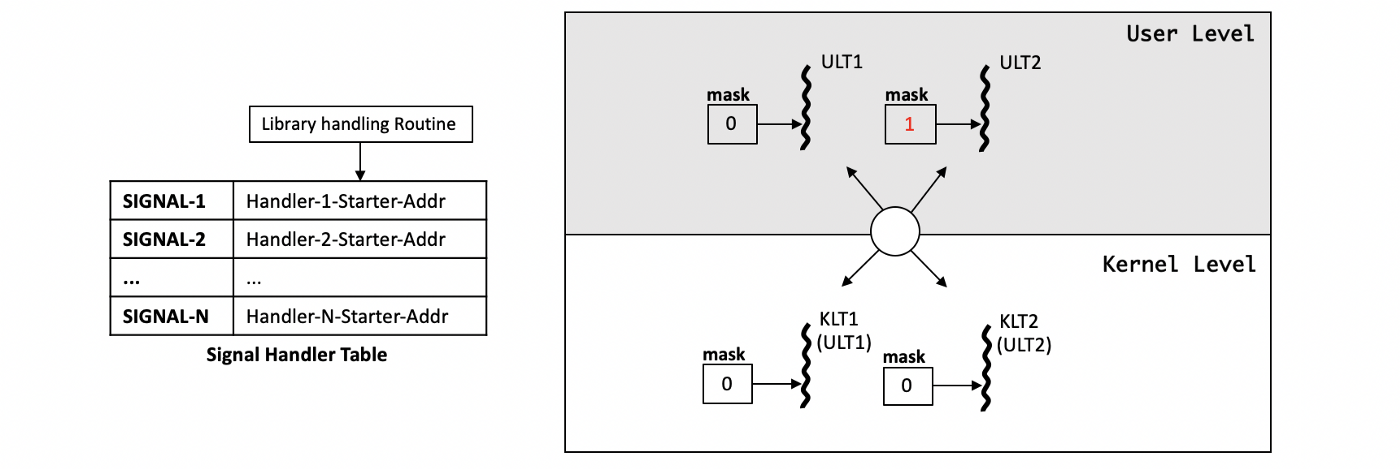 Library handling Routine
SIGNAL-1 Handler-1-Starter-Addr
SIGNAL-2 Handler-2-Starter-Addr
... ...
SIGNAL-N Handler-N-Starter-Addr
Signal Handler Table
User Level
ULT1
ULT2
mask
mask
0
1
Kernel Level
KLT1
(ULT1)
KLT2
(ULT2)
mask
mask
0
0